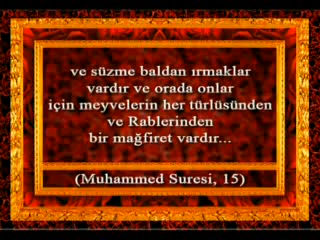 ve süzme baldan ırmaklar
vardır ve orada onlar
için meyvelerin her türlüsünden
ve Rablerinden
bir mağfiret vardır...
(Muhammed Suresi, 15)